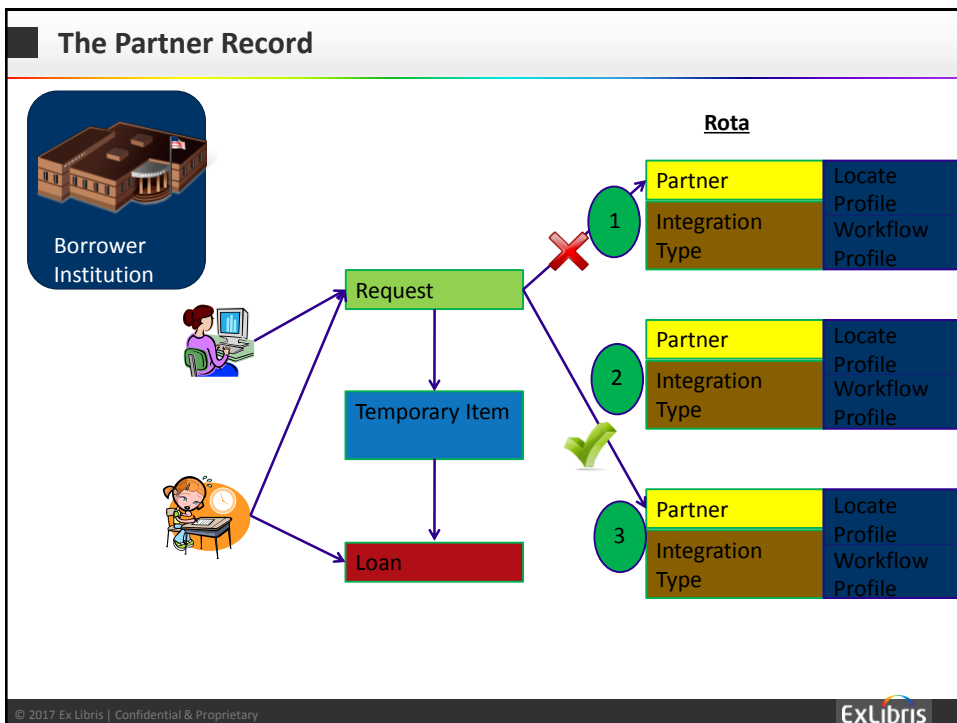 The Partner Record
Borrower
Institution
Request
Temporary Item
Loan
Rota
1
Partner
Integration
Type
Locate
Profile
Workflow
Profile
2
Partner
Integration
Type
Locate
Profile
Workflow
Profile
3
Partner
Integration
Type
Locate
Profile
Workflow
Profile
© 2017 Ex Libris | Confidential & Proprietary
ExLibris